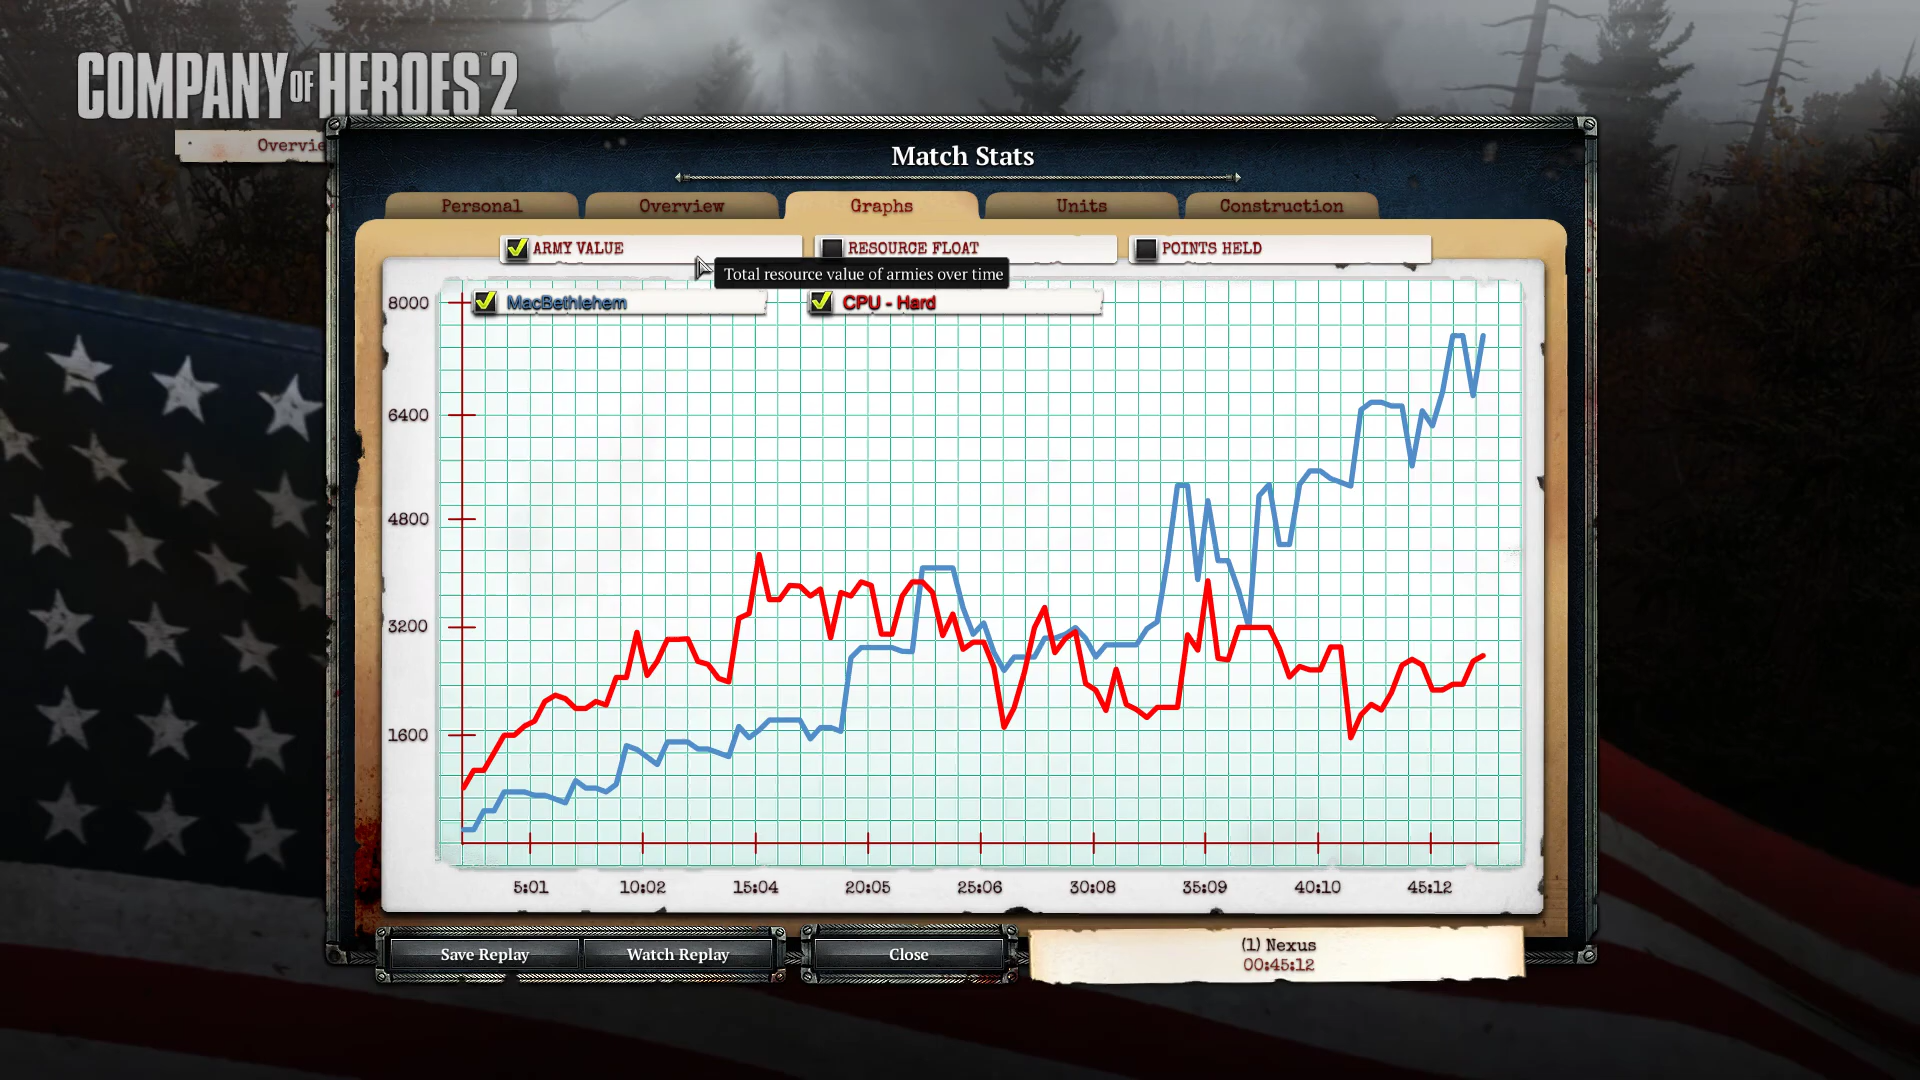 COMPANY OF HEROES 2™
Overvie
Match Stats
Personal
Overview
Graphs
Units
Construction
ARMY VALUE
RESOURCE FLOAT
POINTS HELD
Total resource value of armies over time
MacBethlehem
CPU - Hard
8000
6400
4800
3200
1600
5:01
10:02
15:04
20:05
25:06
30:08
35:09
40:10
45:12
Save Replay
Watch Replay
Close
(1) Nexus
00:45:12